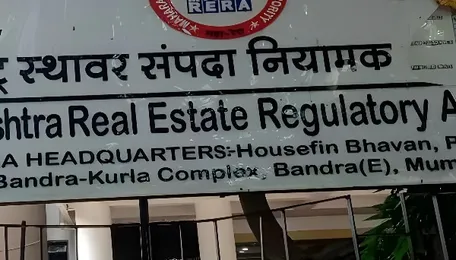 RERA
स्थावर संपदा नियामक
shtra Real Estate Regulatory A
A HEADQUARTERS:-Housefin Bhavan, P
Bandra-Kurla Complex, Bandra(E), Mum